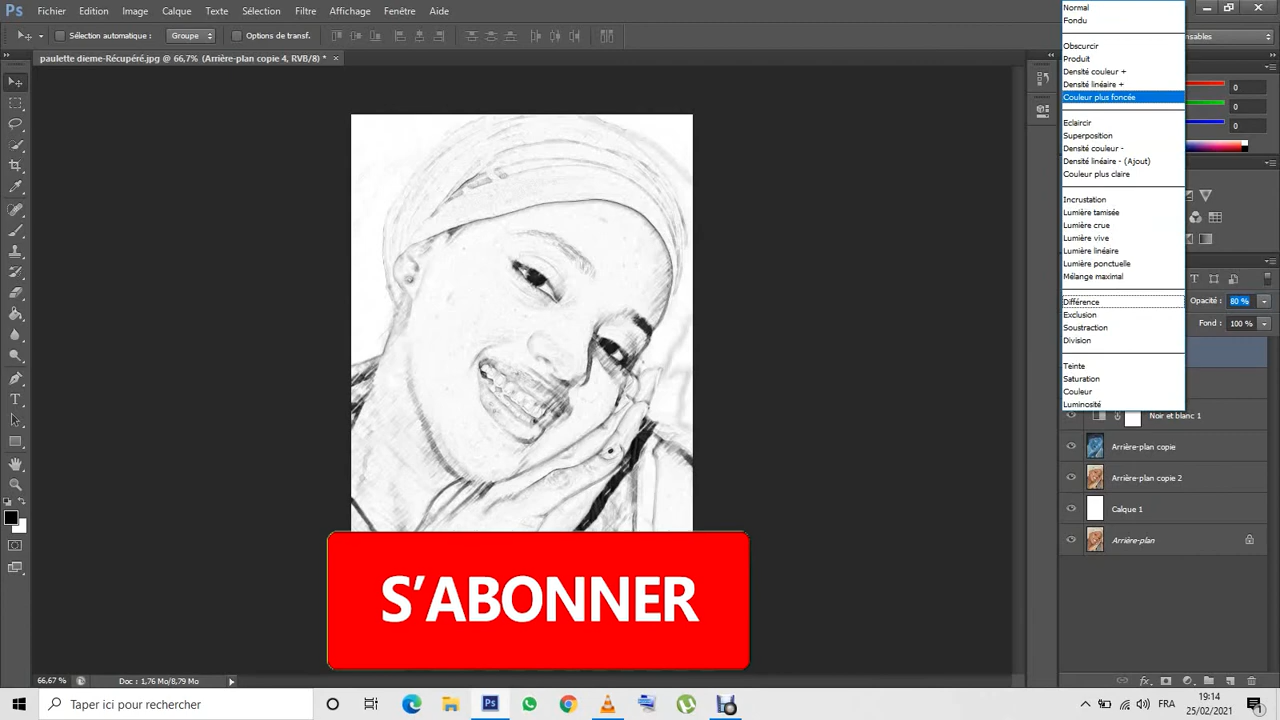 Ps Fichier Edition Image Calque Texte Sélection Filtre Affichage Fenêtre Aide
Sélection automatique : Groupe Options de transf.
paulette dieme-Récupéré.jpg @ 66,7% (Arrière-plan copie 4, RVB/8) * ×
Normal
Fondu
Obscurcir
Produit
Densité couleur +
Densité linéaire +
Couleur plus foncée
Eclaircir
Superposition
Densité couleur -
Densité linéaire - (Ajout)
Couleur plus claire
Incrustation
Lumière tamisée
Lumière crue
Lumière vive
Lumière linéaire
Lumière ponctuelle
Mélange maximal
Différence
Exclusion
Soustraction
Division
Teinte
Saturation
Couleur
Luminosité
0
0
0
Opacité : 80 %
Fond : 100 %
Noir et blanc 1
Arrière-plan copie
Arrière-plan copie 2
Calque 1
Arrière-plan
S'ABONNER
66,67% Doc : 1,76 Mo/8,79 Mo
Taper ici pour rechercher
FRA
19:14
25/02/2021